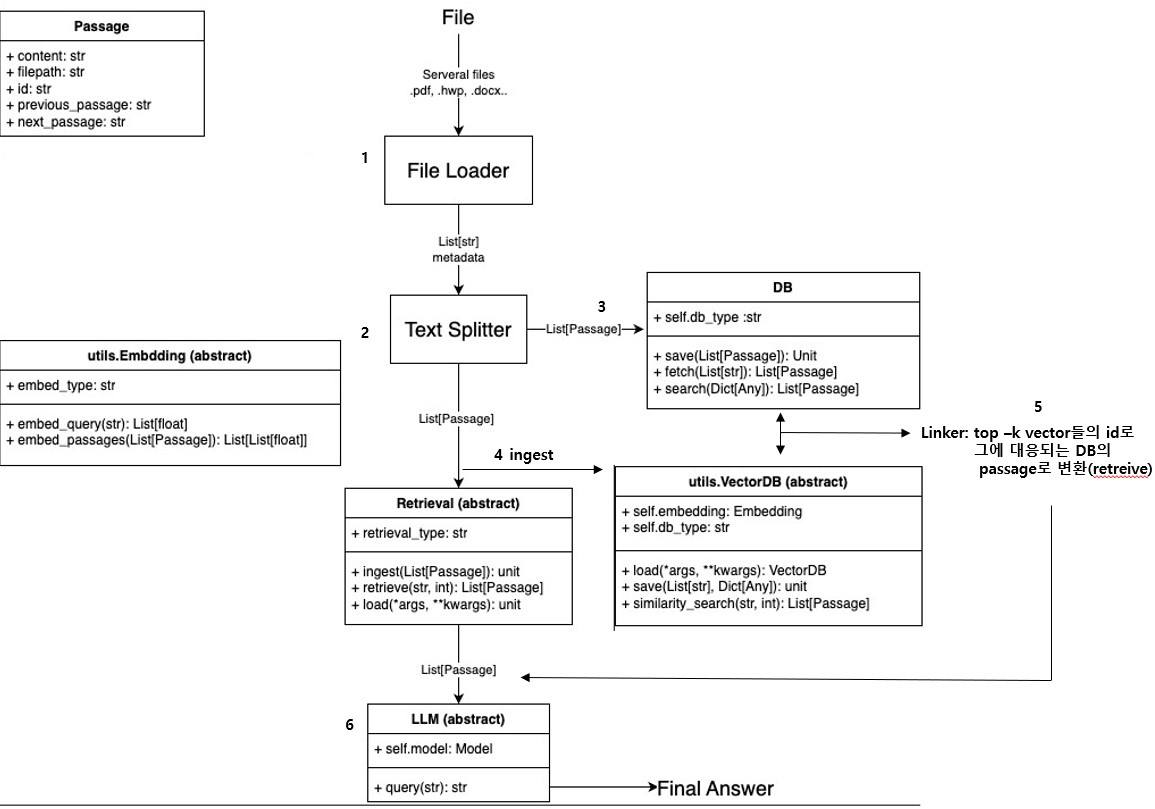 File
Passage
+ content: str
+ filepath: str
+ id: str
+ previous_passage: str
+ next_passage: str
Serveral files
.pdf, .hwp, .docx..
1
File Loader
List[str]
metadata
2
Text Splitter
3
List[Passage]
DB
+ self.db_type :str
+ save(List[Passage]): Unit
+ fetch(List[str]): List[Passage]
+ search(Dict[Any]): List[Passage]
utils.Embdding (abstract)
+ embed_type: str
+ embed_query(str): List[float]
+ embed_passages(List[Passage]): List[List[float]]
List[Passage]
5
Linker: top –k vector들의 id로
그에 대응되는 DB의
passage로 변환(retreive)
4 ingest
Retrieval (abstract)
+ retrieval_type: str
+ ingest(List[Passage]): unit
+ retrieve(str, int): List[Passage]
+ load(*args, **kwargs): unit
utils.VectorDB (abstract)
+ self.embedding: Embedding
+ self.db_type: str
+ load(*args, **kwargs): VectorDB
+ save(List[str], Dict[Any]): unit
+ similarity_search(str, int): List[Passage]
List[Passage]
6
LLM (abstract)
+ self.model: Model
+ query(str): str
Final Answer